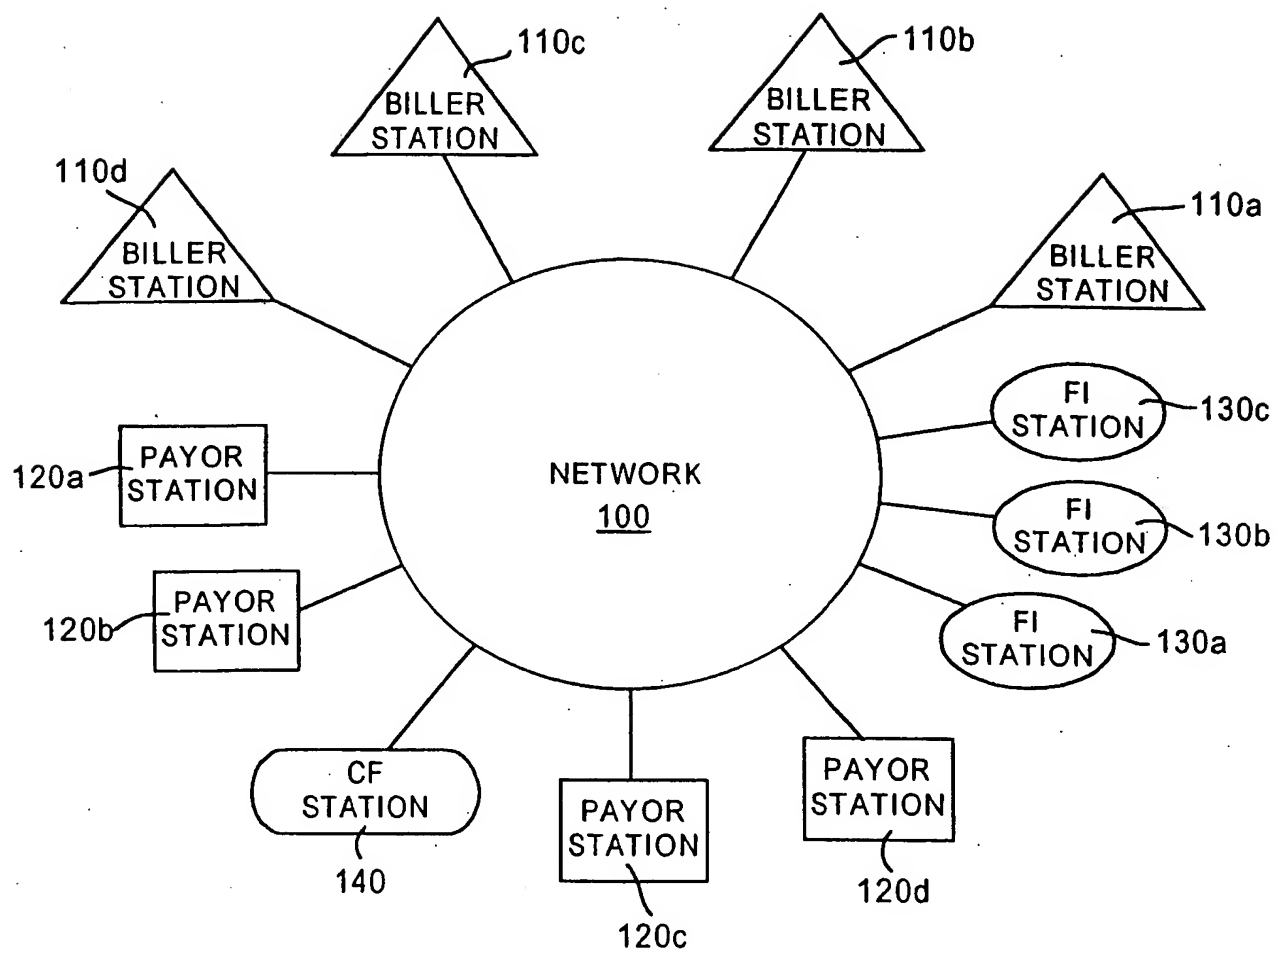 110c
BILLER
STATION
110b
BILLER
STATION
110d
BILLER
STATION
110a
BILLER
STATION
FI
STATION
130c
120a
PAYOR
STATION
NETWORK
100
FI
STATION
130b
120b
PAYOR
STATION
FI
STATION
130a
CF
STATION
140
PAYOR
STATION
120c
PAYOR
STATION
120d